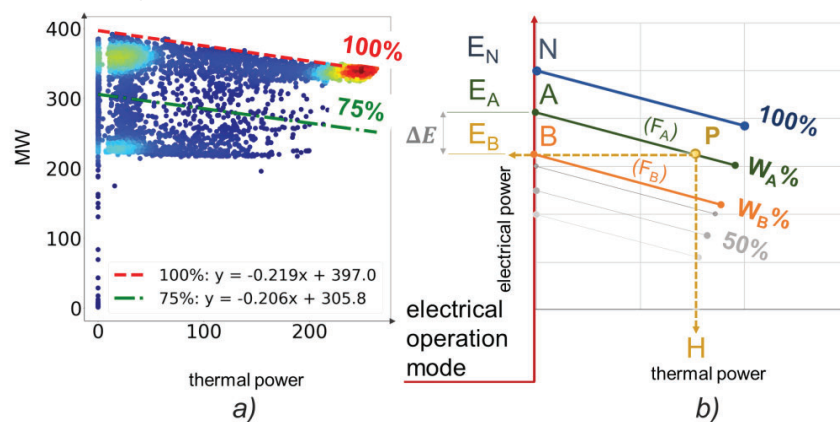 400
300
200
100
0
MW
0
100
200
100%
75%
100%: y = -0.219x + 397.0
75%: y = -0.206x + 305.8
thermal power
a)
E_N
N
E_A
A
ΔE
E_B
B
(F_A)
P
100%
W_A%
(F_B)
W_B%
50%
electrical power
electrical
operation
mode
H
thermal power
b)